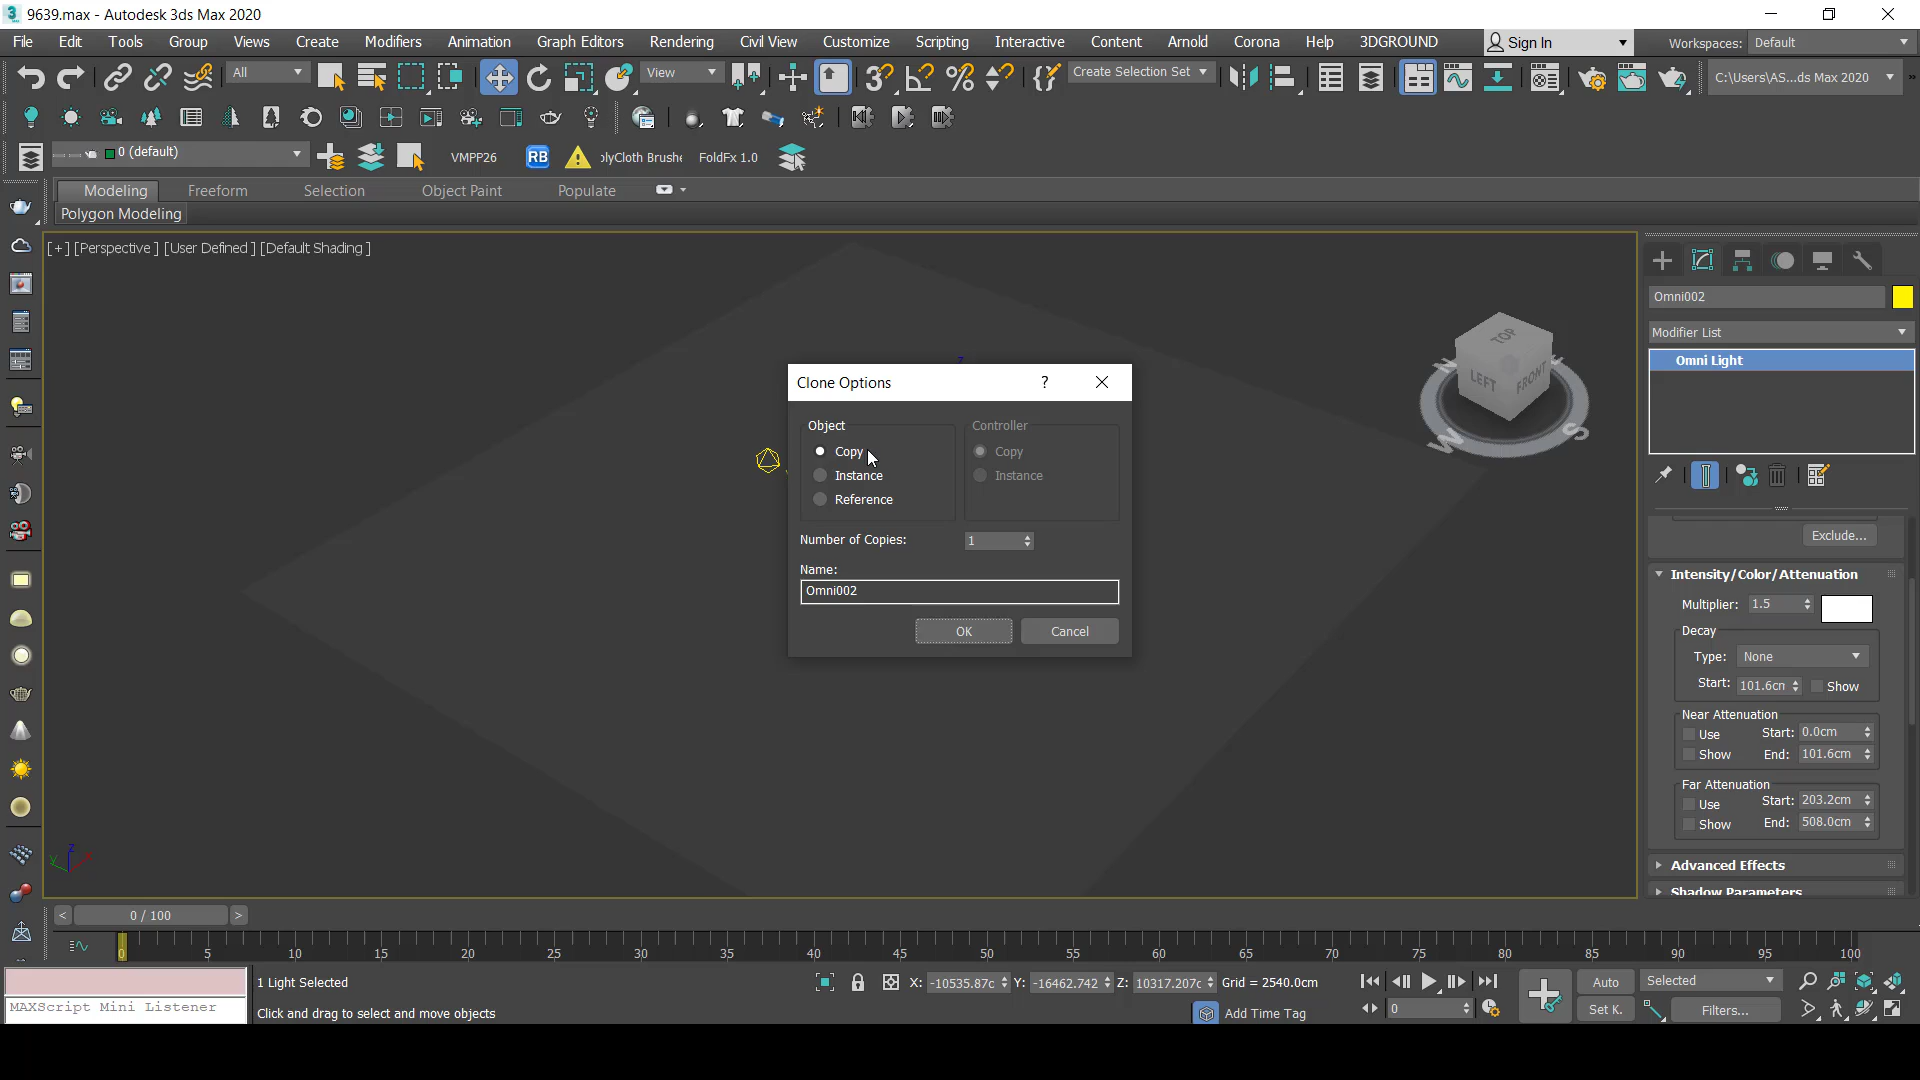 9639.max - Autodesk 3ds Max 2020
File Edit Tools Group Views Create Modifiers Animation Graph Editors Rendering Civil View Customize Scripting Interactive Content Arnold Corona Help 3DGROUND Sign In Workspaces: Default
All View Create Selection Set C:\Users\AS...ds Max 2020
0 (default) VMPP26 RB olyCloth Brushe FoldFx 1.0
Modeling Freeform Selection Object Paint Populate
Polygon Modeling
[+] [Perspective ] [User Defined ] [Default Shading ]
Omni002
Modifier List
Omni Light
TOP
LEFT FRONT
W S
z
Clone Options ?
Object Controller
Copy Copy
Instance Instance
Reference
Number of Copies: 1
Name:
Omni002
OK Cancel
Exclude...
Intensity/Color/Attenuation
Multiplier: 1.5
Decay
Type: None
Start: 101.6cm Show
Near Attenuation
Use Start: 0.0cm
Show End: 101.6cm
Far Attenuation
Use Start: 203.2cm
Show End: 508.0cm
Advanced Effects
Shadow Parameters
z
y x
< 0 / 100 >
0 5 10 15 20 25 30 35 40 45 50 55 60 65 70 75 80 85 90 95 100
1 Light Selected X: -10535.87c Y: -16462.742 Z: 10317.207c Grid = 2540.0cm Auto Selected
MAXScript Mini Listener Click and drag to select and move objects Add Time Tag 0 Set K. Filters...